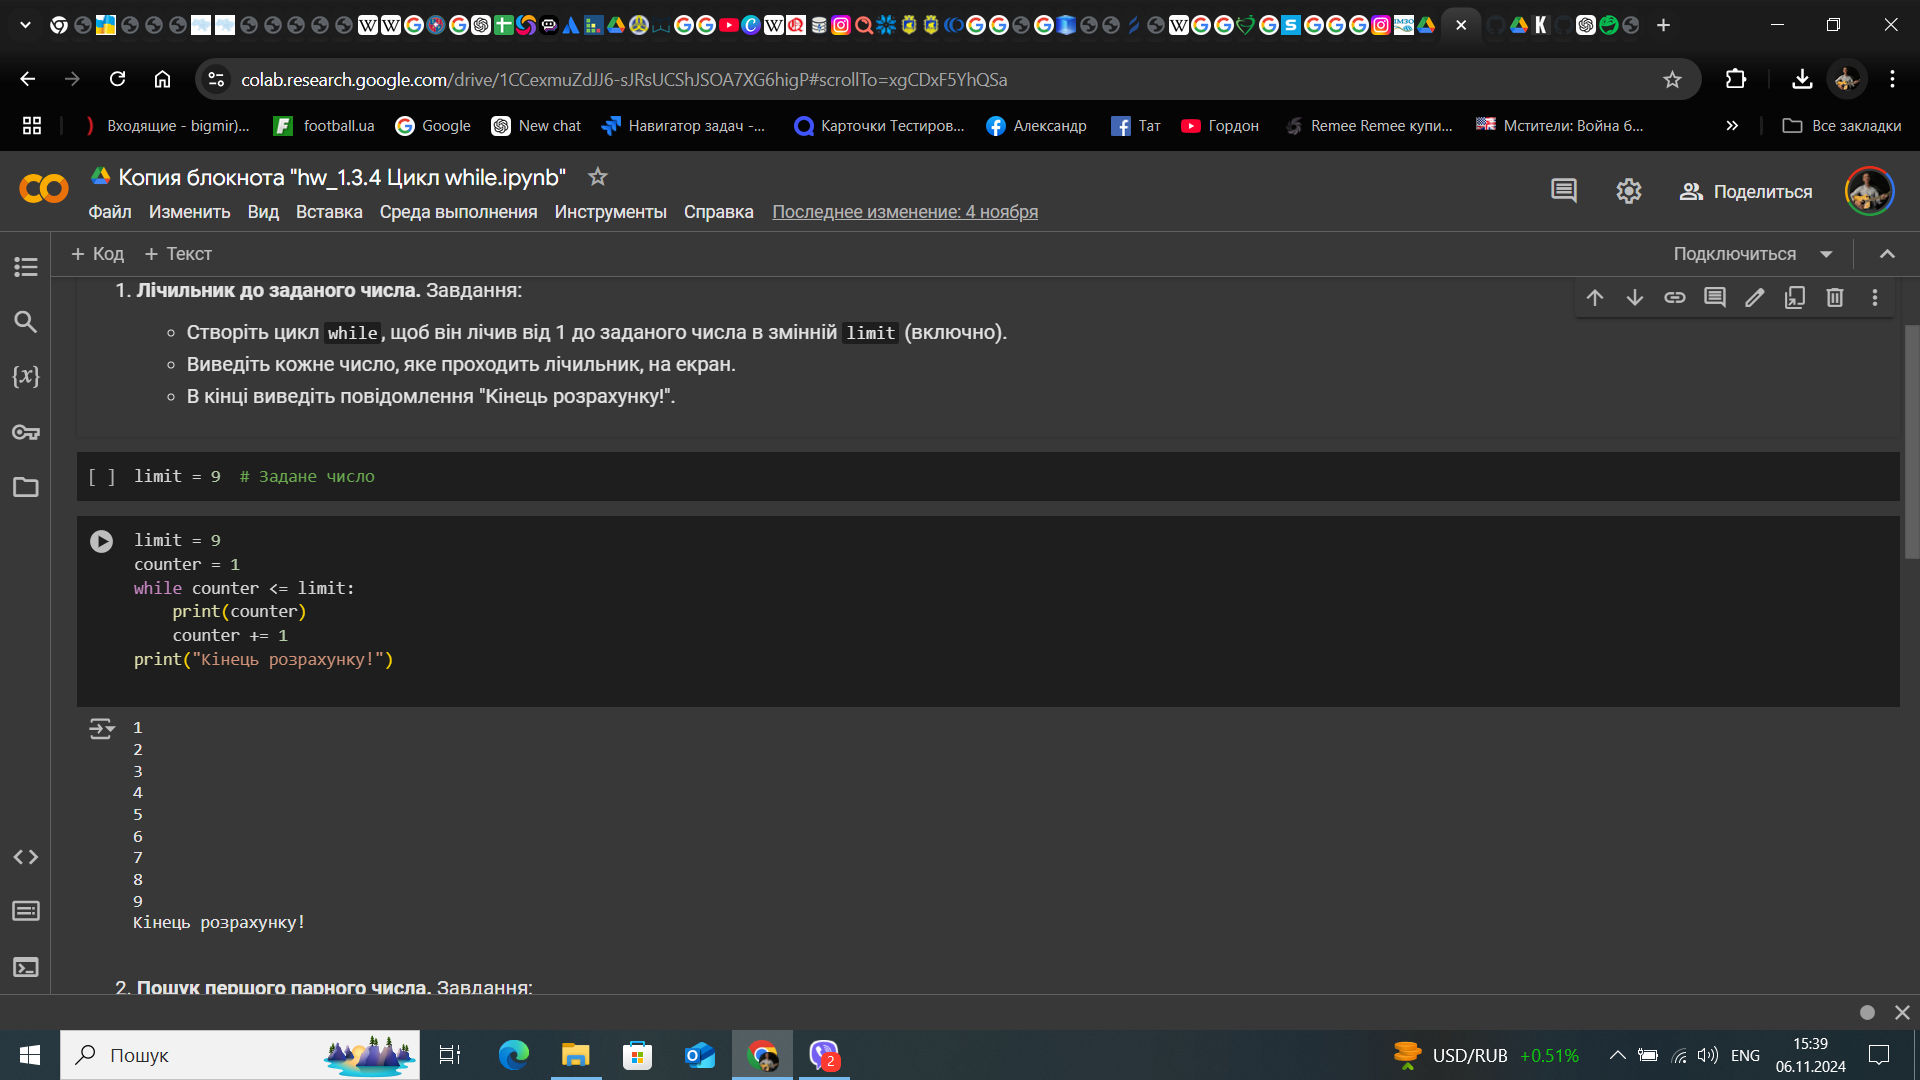 colab.research.google.com/drive/1CCexmuZdJJ6-sJRsUCShJSOA7XG6higP#scrollTo=xgCDxF5YhQSa
Входящие - bigmir)...
football.ua
Google
New chat
Навигатор задач -...
Карточки Тестиров...
Александр
Тат
Гордон
Remee Remee купи...
Мстители: Война б...
Все закладки
Копия блокнота "hw_1.3.4 Цикл while.ipynb"
Файл Изменить Вид Вставка Среда выполнения Инструменты Справка Последнее изменение: 4 ноября
Поделиться
+ Код + Текст
Подключиться
1. Лічильник до заданого числа. Завдання:
Створіть цикл while, щоб він лічив від 1 до заданого числа в змінній limit (включно).
Виведіть кожне число, яке проходить лічильник, на екран.
В кінці виведіть повідомлення "Кінець розрахунку!".
[ ] limit = 9 # Задане число
limit = 9
counter = 1
while counter <= limit:
    print(counter)
    counter += 1
print("Кінець розрахунку!")
1
2
3
4
5
6
7
8
9
Кінець розрахунку!
2. Пошук першого парного числа. Завдання:
Пошук
2
USD/RUB +0.51%
ENG
15:39
06.11.2024